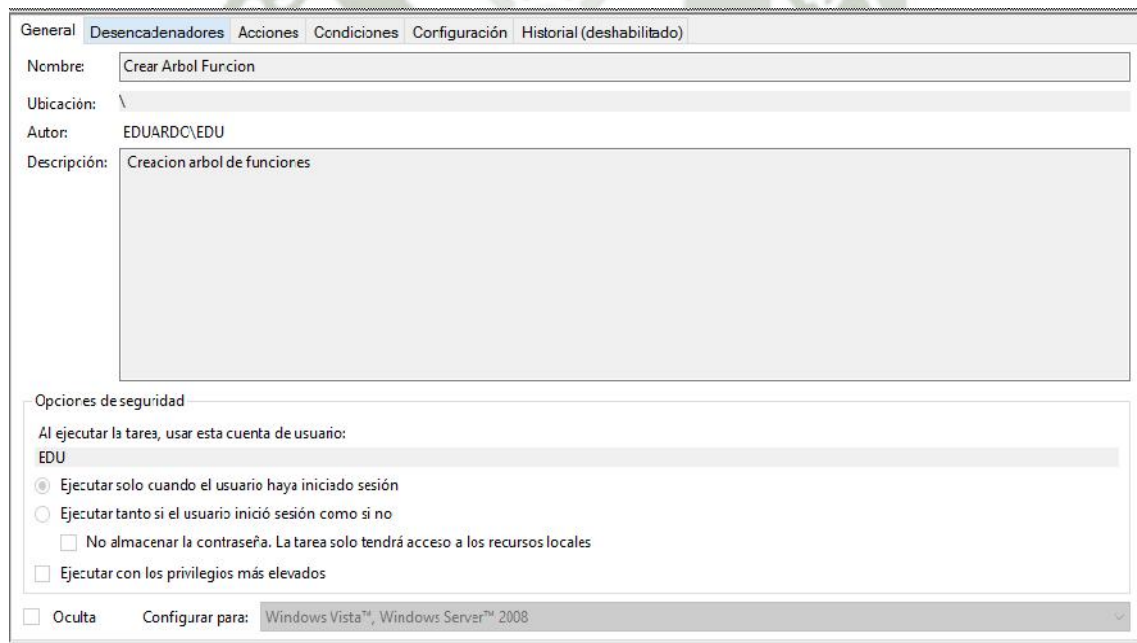 General Desencadenadores Acciones Condiciones Configuración Historial (deshabilitado)
Nombre: Crear Arbol Funcion
Ubicación: \
Autor: EDUARDC\EDU
Descripción: Creacion arbol de funciones
Opciones de seguridad
Al ejecutar la tarea, usar esta cuenta de usuario:
EDU
Ejecutar solo cuando el usuario haya iniciado sesión
Ejecutar tanto si el usuario inició sesión como si no
No almacenar la contraseña. La tarea solo tendrá acceso a los recursos locales
Ejecutar con los privilegios más elevados
Oculta Configurar para: Windows Vista™, Windows Server™ 2008